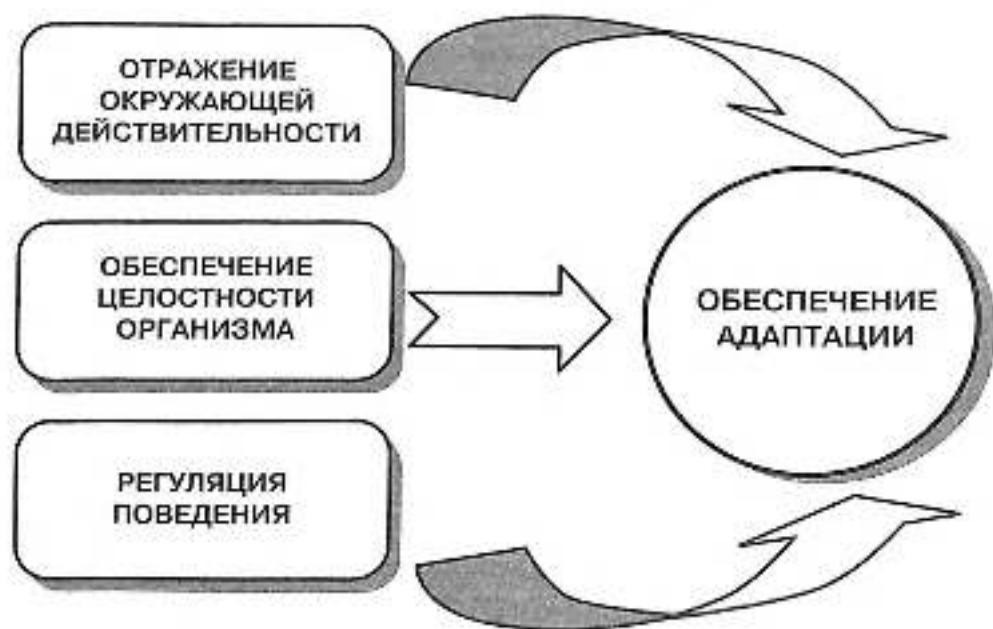 ОТРАЖЕНИЕ
ОКРУЖАЮЩЕЙ
ДЕЙСТВИТЕЛЬНОСТИ
ОБЕСПЕЧЕНИЕ
ЦЕЛОСТНОСТИ
ОРГАНИЗМА
РЕГУЛЯЦИЯ
ПОВЕДЕНИЯ
ОБЕСПЕЧЕНИЕ
АДАПТАЦИИ